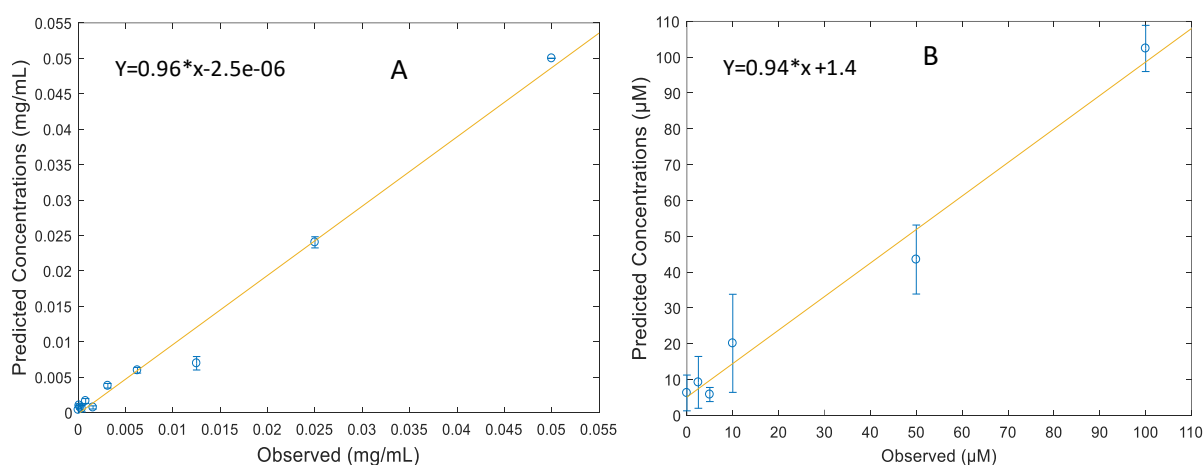 Y=0.96*x-2.5e-06
A
Predicted Concentrations (mg/mL)
0.055
0.05
0.045
0.04
0.035
0.03
0.025
0.02
0.015
0.01
0.005
0
0 0.005 0.01 0.015 0.02 0.025 0.03 0.035 0.04 0.045 0.05 0.055
Observed (mg/mL)
Y=0.94*x +1.4
B
Predicted Concentrations (μM)
110
100
90
80
70
60
50
40
30
20
10
0
0 10 20 30 40 50 60 70 80 90 100 110
Observed (μM)